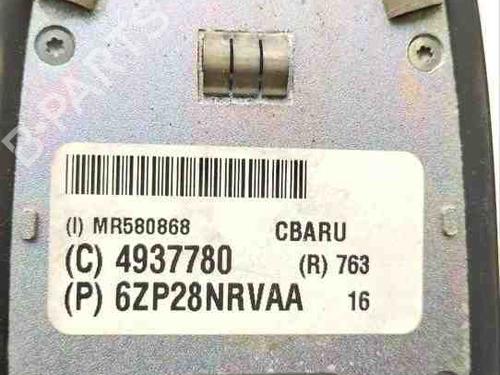 B-PARTS
(I) MR580868 CBARU
(C) 4937780 (R) 763
(P) 6ZP28NRVAA 16